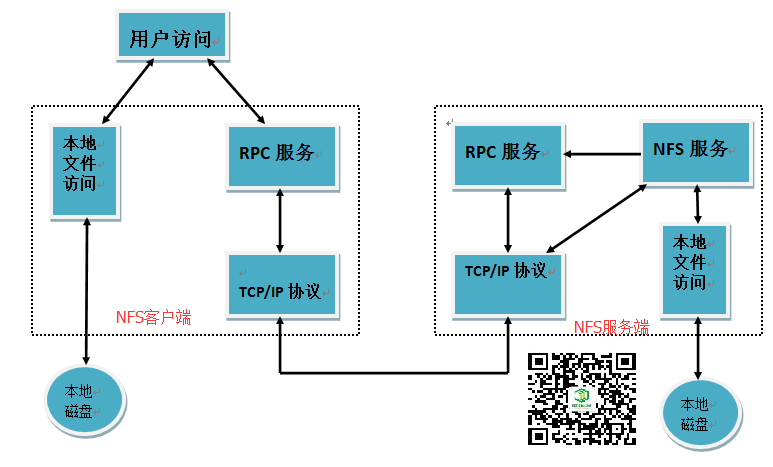 用户访问
本地
文件
访问
RPC 服务
TCP/IP 协议
NFS客户端
本地
磁盘
RPC 服务
NFS 服务
TCP/IP 协议
本地
文件
访问
NFS服务端
本地
磁盘